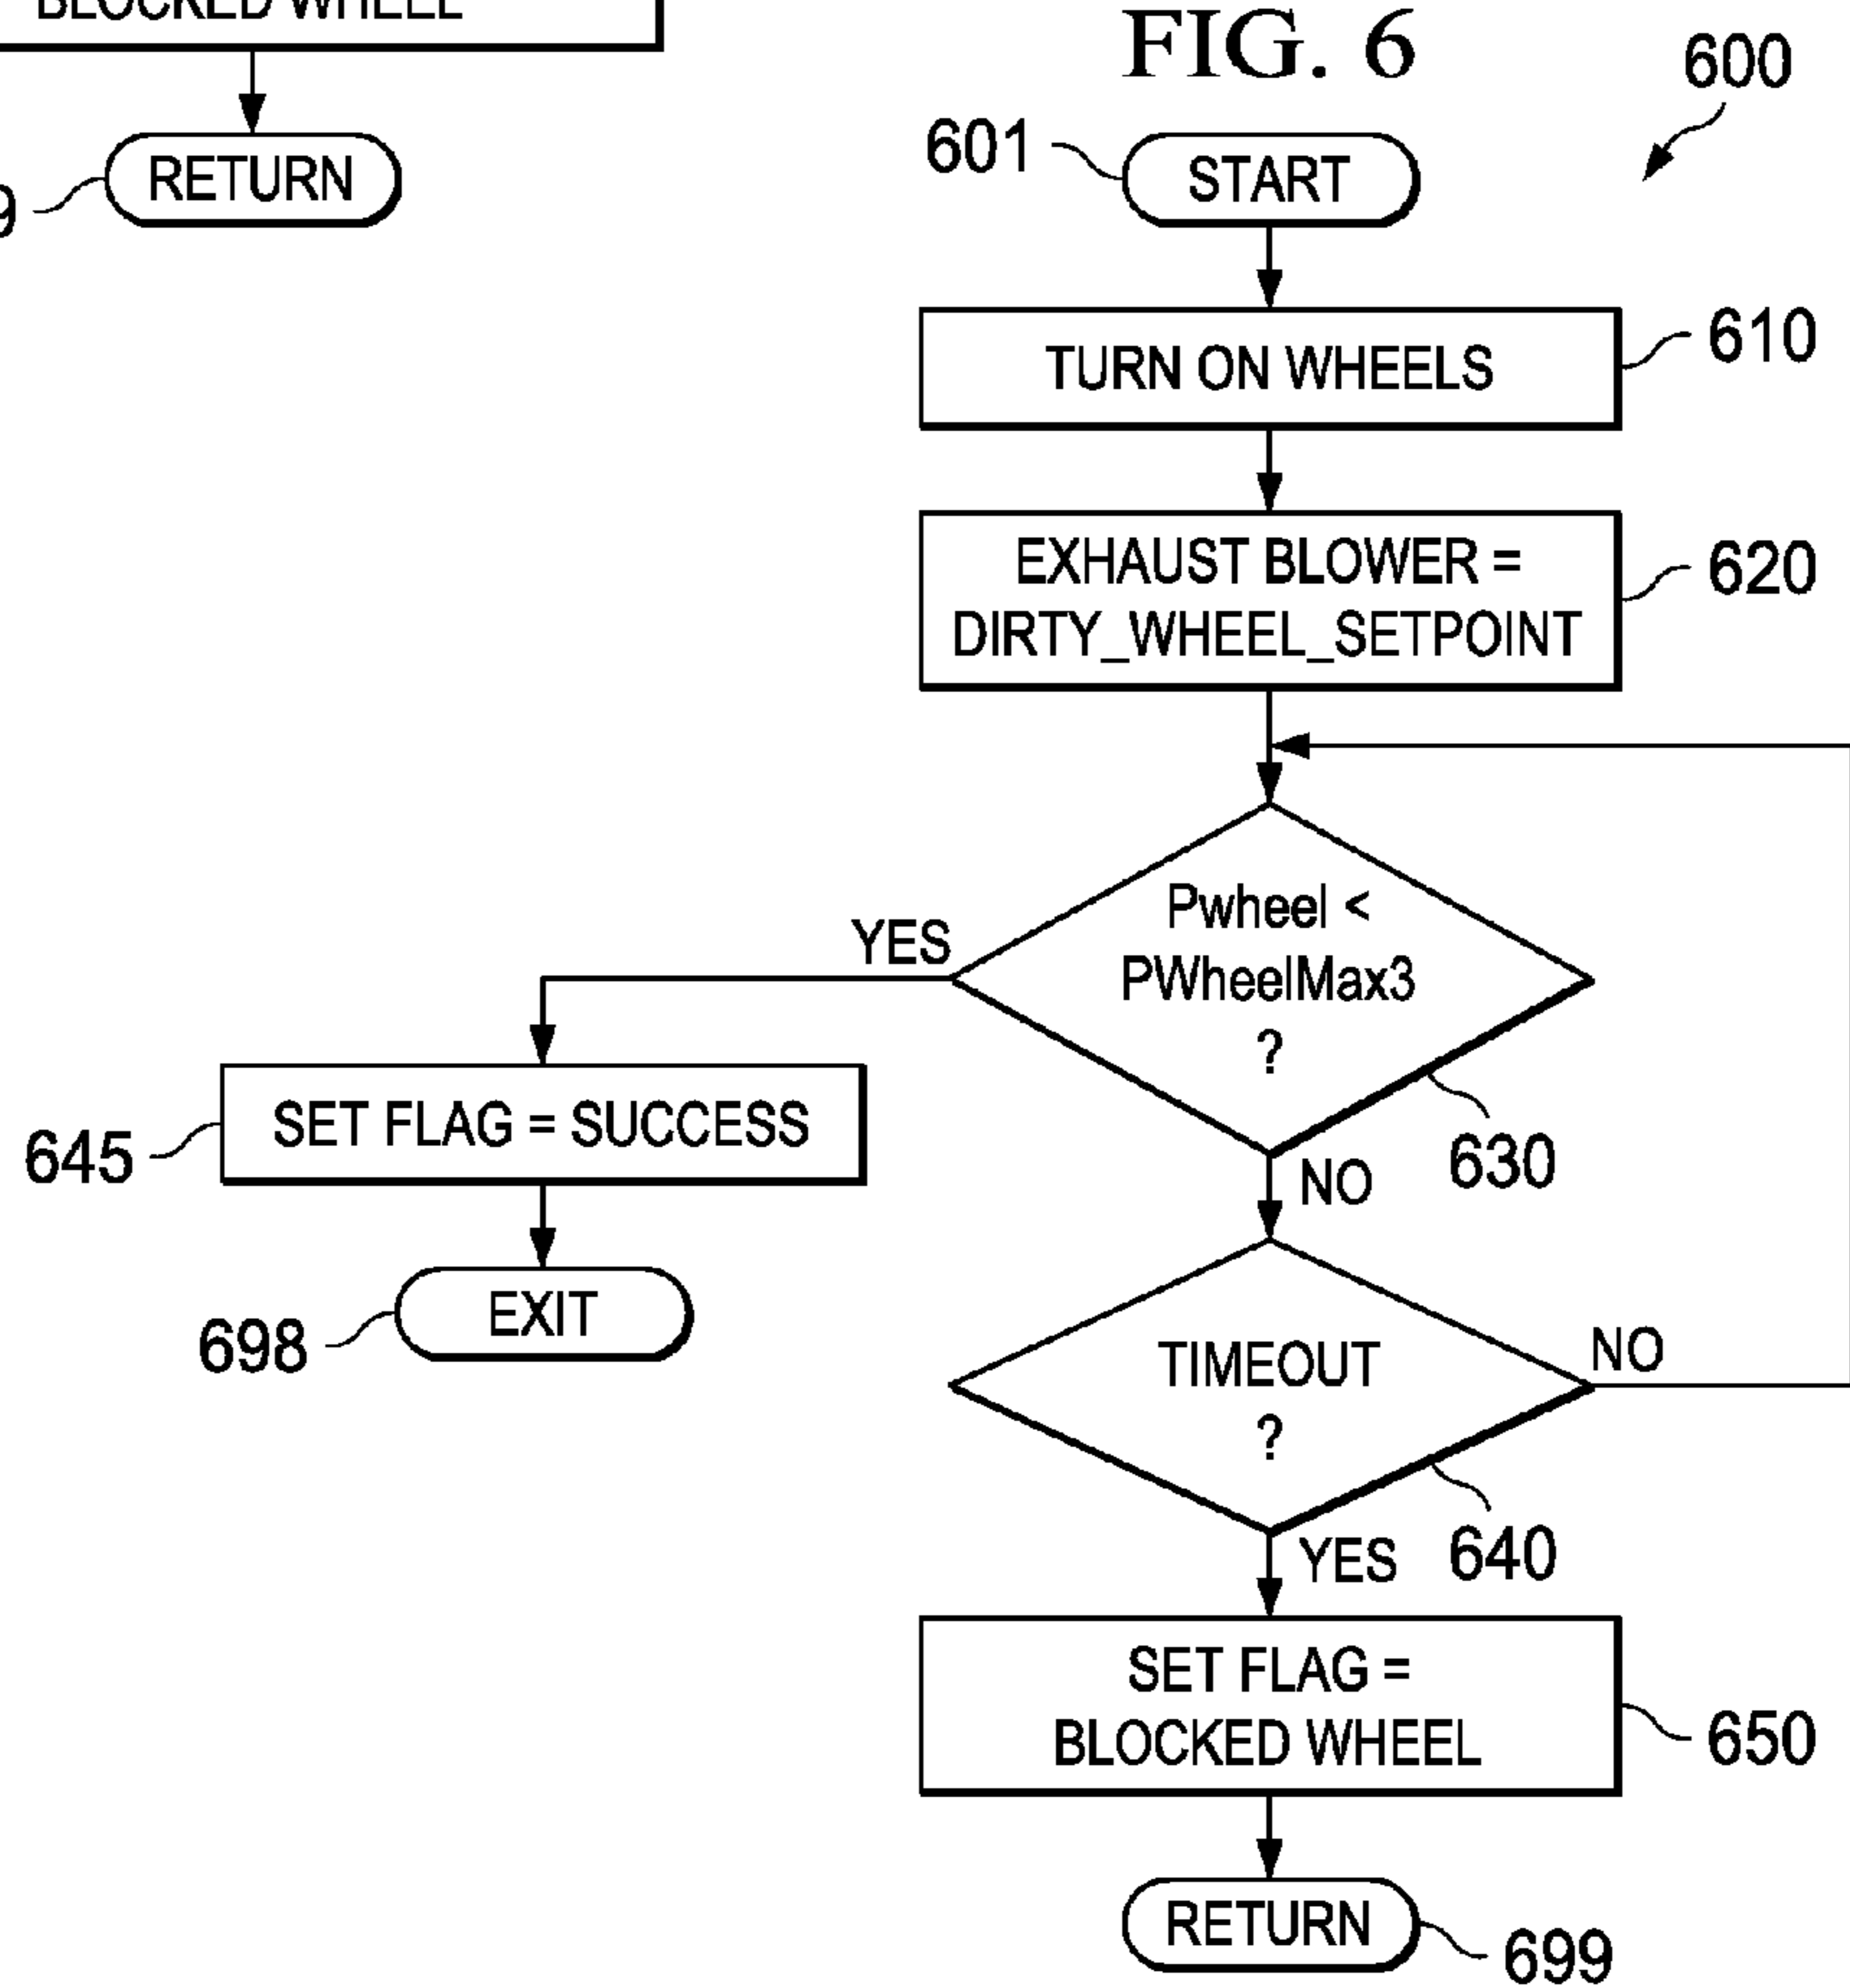 BLOCKED WHEEL
RETURN
9
FIG. 6
600
601
START
TURN ON WHEELS
610
EXHAUST BLOWER =
DIRTY_WHEEL_SETPOINT
620
Pwheel <
PWheelMax3
?
YES
630
NO
SET FLAG = SUCCESS
645
EXIT
698
TIMEOUT
?
NO
640
YES
SET FLAG =
BLOCKED WHEEL
650
RETURN
699